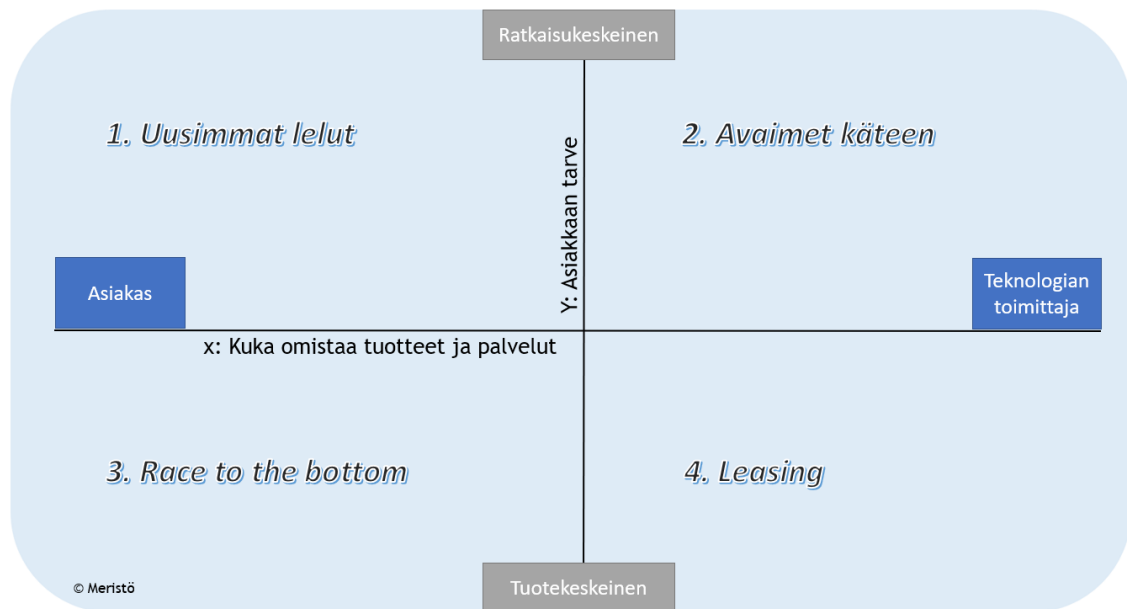 Ratkaisukeskeinen
1. Uusimmat lelut
2. Avaimet käteen
Y: Asiakkaan tarve
Asiakas
Teknologian
toimittaja
x: Kuka omistaa tuotteet ja palvelut
3. Race to the bottom
4. Leasing
© Meristö
Tuotekeskeinen